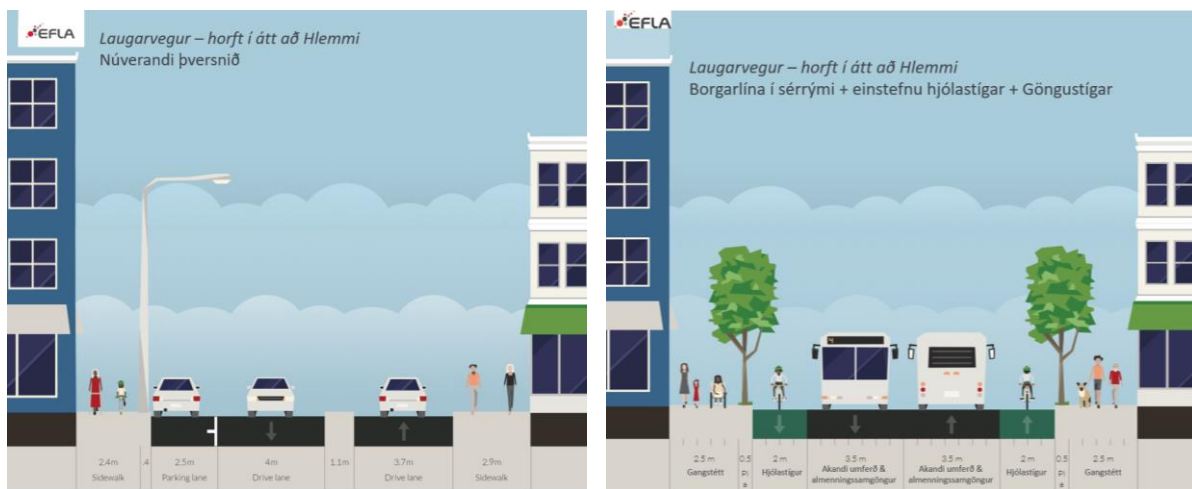 EFLA
Laugarvegur – horft í átt að Hlemmi
Núverandi þversnið
2.4m
Sidewalk
.4
2.5m
Parking lane
4m
Drive lane
1.1m
3.7m
Drive lane
2.9m
Sidewalk
EFLA
Laugarvegur – horft í átt að Hlemmi
Borgarlína í sérrými + einstefnu hjólastígar + Göngustígar
2.5 m
Gangstétt
0.5
2 m
Hjólastígur
3.5 m
Akandi umferð &
almenningssamgöngur
3.5 m
Akandi umferð &
almenningssamgöngur
2 m
Hjólastígur
0.5
2.5 m
Gangstétt